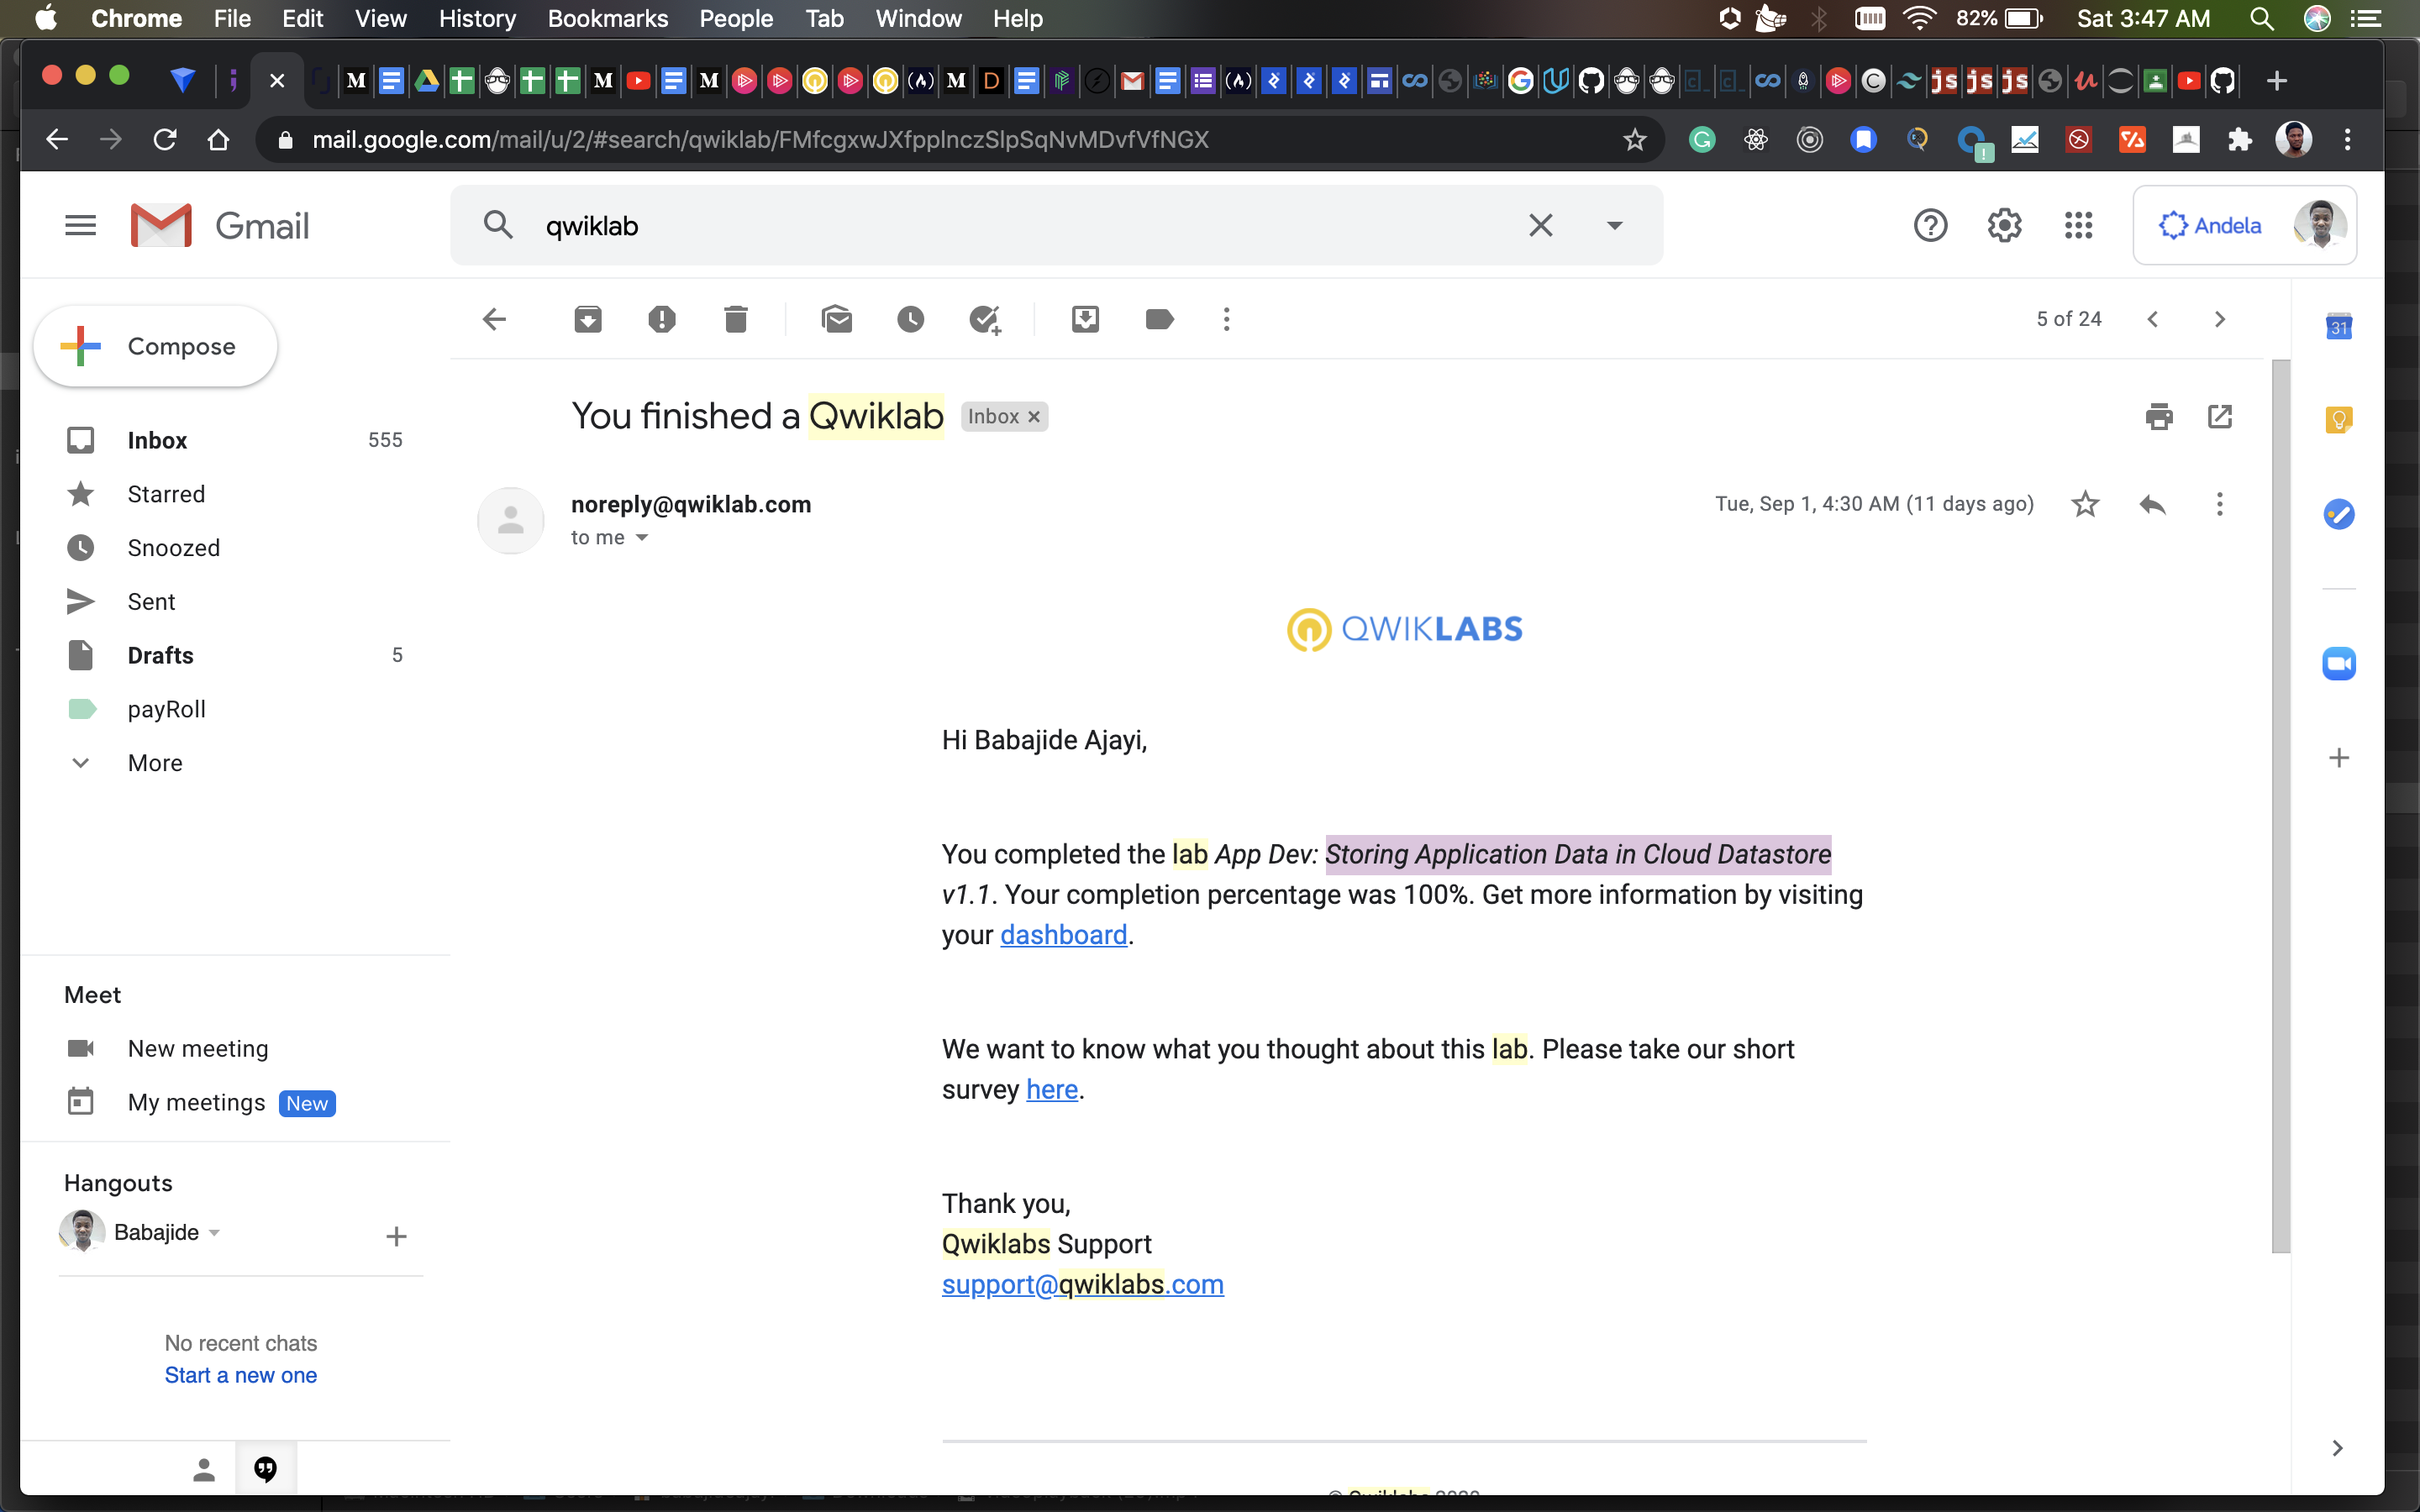 Chrome File Edit View History Bookmarks People Tab Window Help 82% Sat 3:47 AM
mail.google.com/mail/u/2/#search/qwiklab/FMfcgxwJXfpplnczSlpSqNvMDvfVfNGX
Gmail
qwiklab
Andela
Compose
5 of 24
31
You finished a Qwiklab Inbox ×
Inbox 555
Starred
Snoozed
Sent
Drafts 5
payRoll
More
noreply@qwiklab.com
Tue, Sep 1, 4:30 AM (11 days ago)
to me
QWIKLABS
Hi Babajide Ajayi,
You completed the lab App Dev: Storing Application Data in Cloud Datastore
v1.1. Your completion percentage was 100%. Get more information by visiting
your dashboard.
We want to know what you thought about this lab. Please take our short
survey here.
Thank you,
Qwiklabs Support
support@qwiklabs.com
Meet
New meeting
My meetings New
Hangouts
Babajide
No recent chats
Start a new one